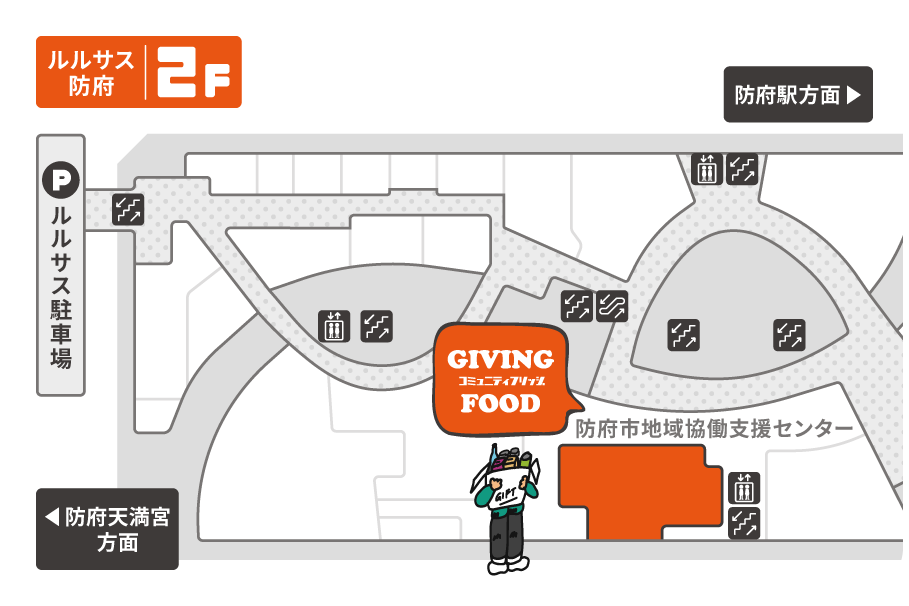 ルルサス
防府
2F
防府駅方面▶
P
ルルサス駐車場
GIVING
コミュニティフリッジ
FOOD
防府市地域協働支援センター
GIFT
◀防府天満宮
方面